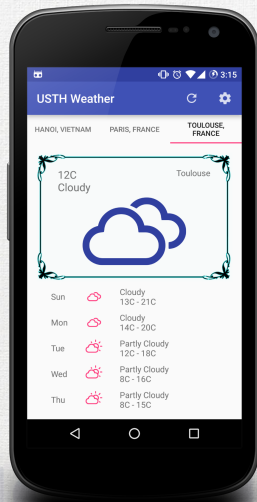 3:15
USTH Weather
HANOI, VIETNAM
PARIS, FRANCE
TOULOUSE,
FRANCE
12C
Cloudy
Toulouse
Sun
Cloudy
13C - 21C
Mon
Cloudy
14C - 20C
Tue
Partly Cloudy
12C - 18C
Wed
Partly Cloudy
8C - 16C
Thu
Partly Cloudy
8C - 15C